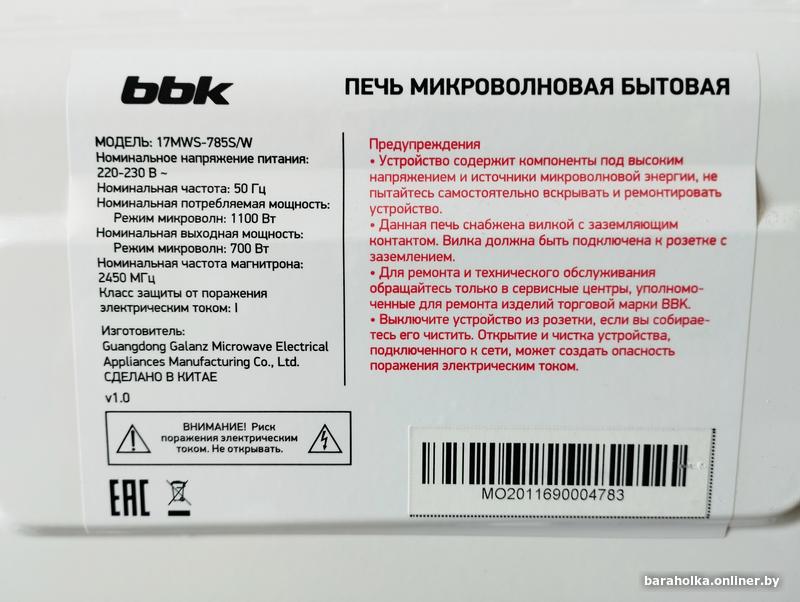 bbk
ПЕЧЬ МИКРОВОЛНОВАЯ БЫТОВАЯ
МОДЕЛЬ: 17MWS-785S/W
Номинальное напряжение питания:
220-230 В ~
Номинальная частота: 50 Гц
Номинальная потребляемая мощность:
Режим микроволн: 1100 Вт
Номинальная выходная мощность:
Режим микроволн: 700 Вт
Номинальная частота магнитрона:
2450 МГц
Класс защиты от поражения
электрическим током: I
Изготовитель:
Guangdong Galanz Microwave Electrical
Appliances Manufacturing Co., Ltd.
СДЕЛАНО В КИТАЕ
v1.0
ВНИМАНИЕ! Риск
поражения электрическим
током. Не открывать.
EAC
Предупреждения
• Устройство содержит компоненты под высоким
напряжением и источники микроволновой энергии, не
пытайтесь самостоятельно вскрывать и ремонтировать
устройство.
• Данная печь снабжена вилкой с заземляющим
контактом. Вилка должна быть подключена к розетке с
заземлением.
• Для ремонта и технического обслуживания
обращайтесь только в сервисные центры, уполномо-
ченные для ремонта изделий торговой марки BBK.
• Выключите устройство из розетки, если вы собирае-
тесь его чистить. Открытие и чистка устройства,
подключенного к сети, может создать опасность
поражения электрическим током.
MO2011690004783
baraholka.onliner.by